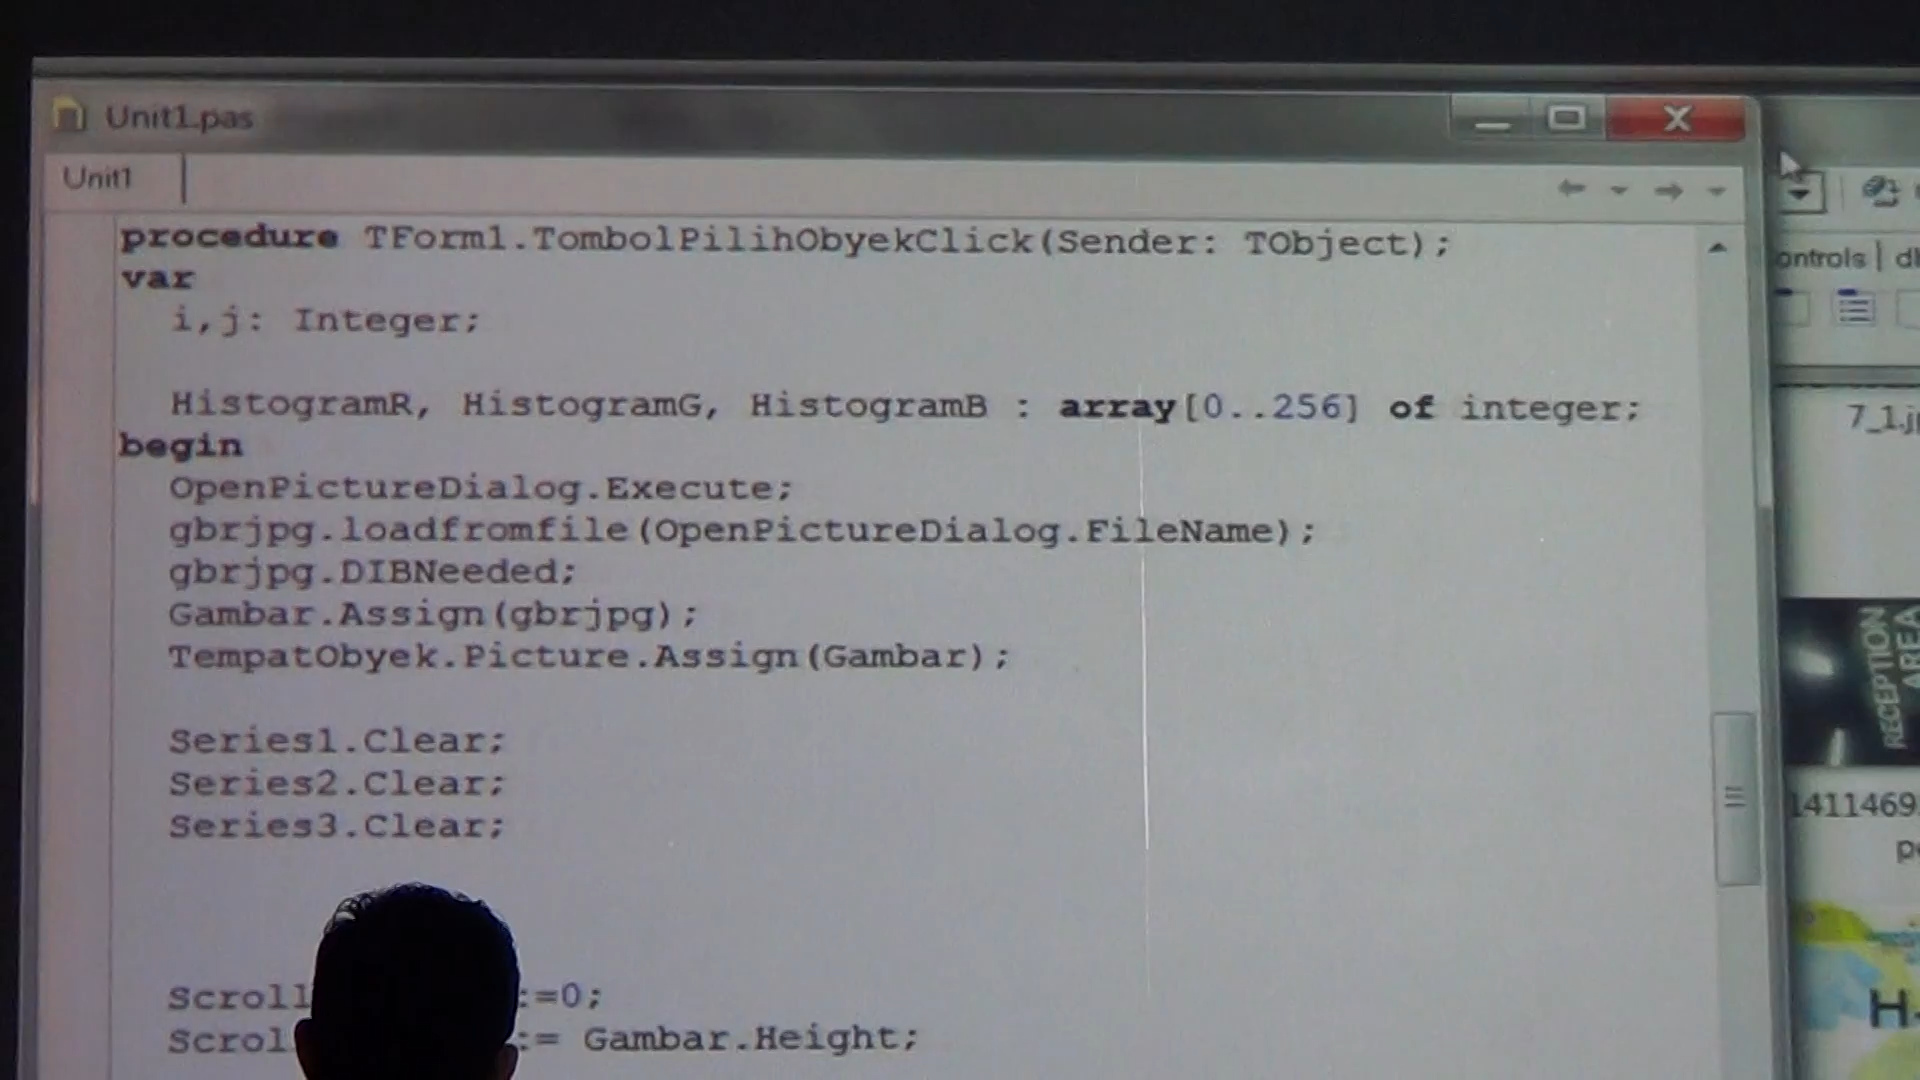 Unit1.pas
Unit1
procedure TForm1.TombolPilihObyekClick(Sender: TObject);
var
i,j: Integer;
HistogramR, HistogramG, HistogramB : array[0..256] of integer;
begin
OpenPictureDialog.Execute;
gbrjpg.loadfromfile(OpenPictureDialog.FileName);
gbrjpg.DIBNeeded;
Gambar.Assign(gbrjpg);
TempatObyek.Picture.Assign(Gambar);
Series1.Clear;
Series2.Clear;
Series3.Clear;
Scroll :=0;
Scrol := Gambar.Height;
ontrols | d
7_1.j
RECEPTION
AREA
1411469
p
H